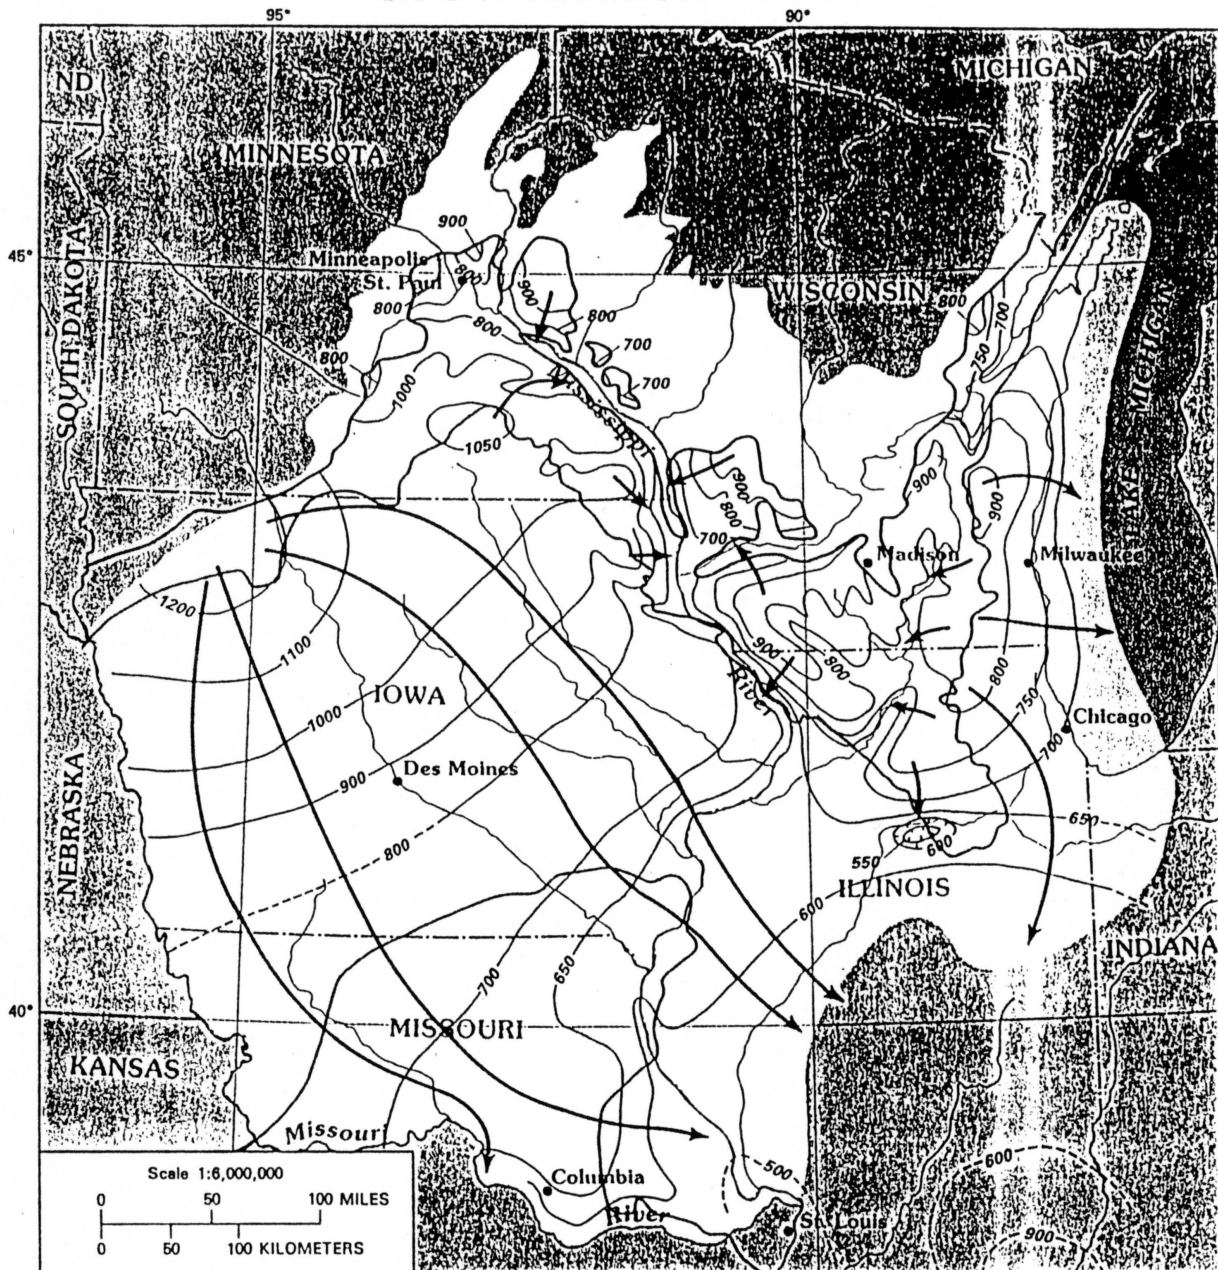 95°
90°
ND
MICHIGAN
MINNESOTA
900
45°
Minneapolis
St. Paul
800
900
WISCONSIN
800
700
800
800
800
700
750
SOUTH DAKOTA
800
1000
700
LAKE MICHIGAN
Mississippi
1050
900
900
800
900
700
Madison
Milwaukee
1200
1100
900
800
800
River
IOWA
1000
750
Chicago
700
Des Moines
900
NEBRASKA
650
800
550
600
ILLINOIS
600
INDIANA
700
650
40°
MISSOURI
KANSAS
Missouri
600
Scale 1:6,000,000
500
0 50 100 MILES
Columbia
River
St. Louis
0 50 100 KILOMETERS
900